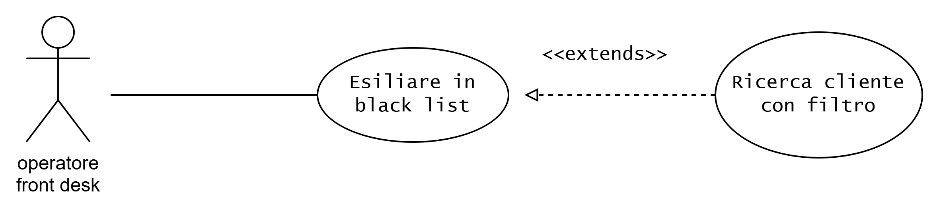 operatore
front desk
Esiliare in
black list
<<extends>>
Ricerca cliente
con filtro